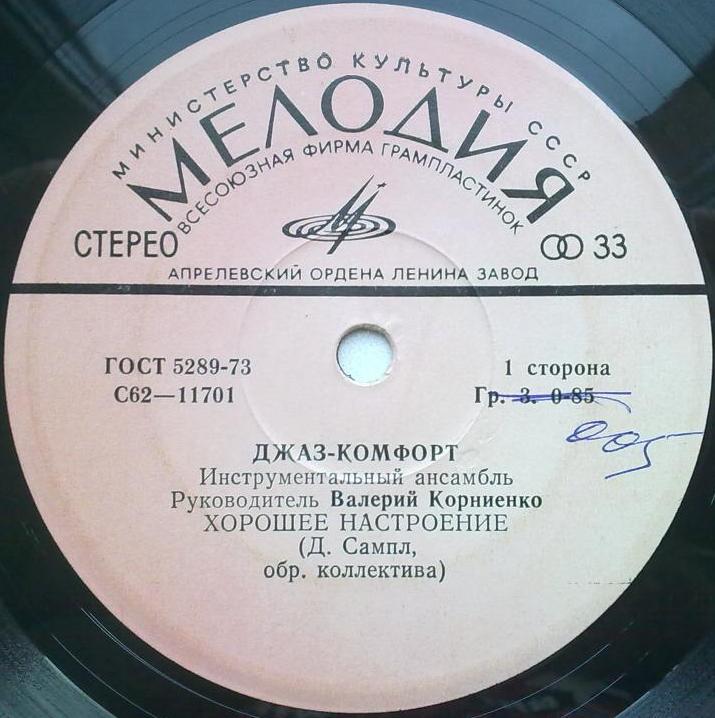 МИНИСТЕРСТВО КУЛЬТУРЫ СССР
МЕЛОДИЯ
ВСЕСОЮЗНАЯ ФИРМА ГРАМПЛАСТИНОК
СТЕРЕО
33
АПРЕЛЕВСКИЙ ОРДЕНА ЛЕНИНА ЗАВОД
ГОСТ 5289-73
1 сторона
С62—11701
Гр. 3. 0-85
005
ДЖАЗ-КОМФОРТ
Инструментальный ансамбль
Руководитель Валерий Корниенко
ХОРОШЕЕ НАСТРОЕНИЕ
(Д. Сампл,
обр. коллектива)